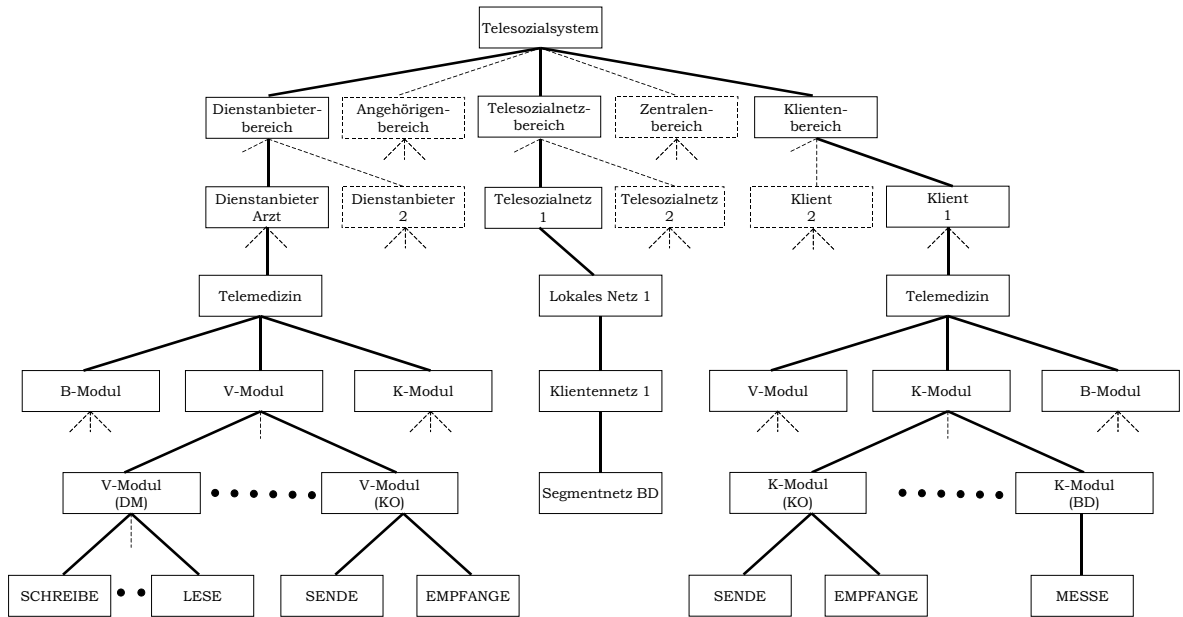 Telesozialsystem
Dienstanbieter-
bereich
Angehörigen-
bereich
Telesozialnetz-
bereich
Zentralen-
bereich
Klienten-
bereich
Dienstanbieter
Arzt
Dienstanbieter
2
Telesozialnetz
1
Telesozialnetz
2
Klient
2
Klient
1
Telemedizin
Lokales Netz 1
Telemedizin
B-Modul
V-Modul
K-Modul
Klientennetz 1
V-Modul
K-Modul
B-Modul
V-Modul
(DM)
V-Modul
(KO)
Segmentnetz BD
K-Modul
(KO)
K-Modul
(BD)
SCHREIBE
LESE
SENDE
EMPFANGE
SENDE
EMPFANGE
MESSE